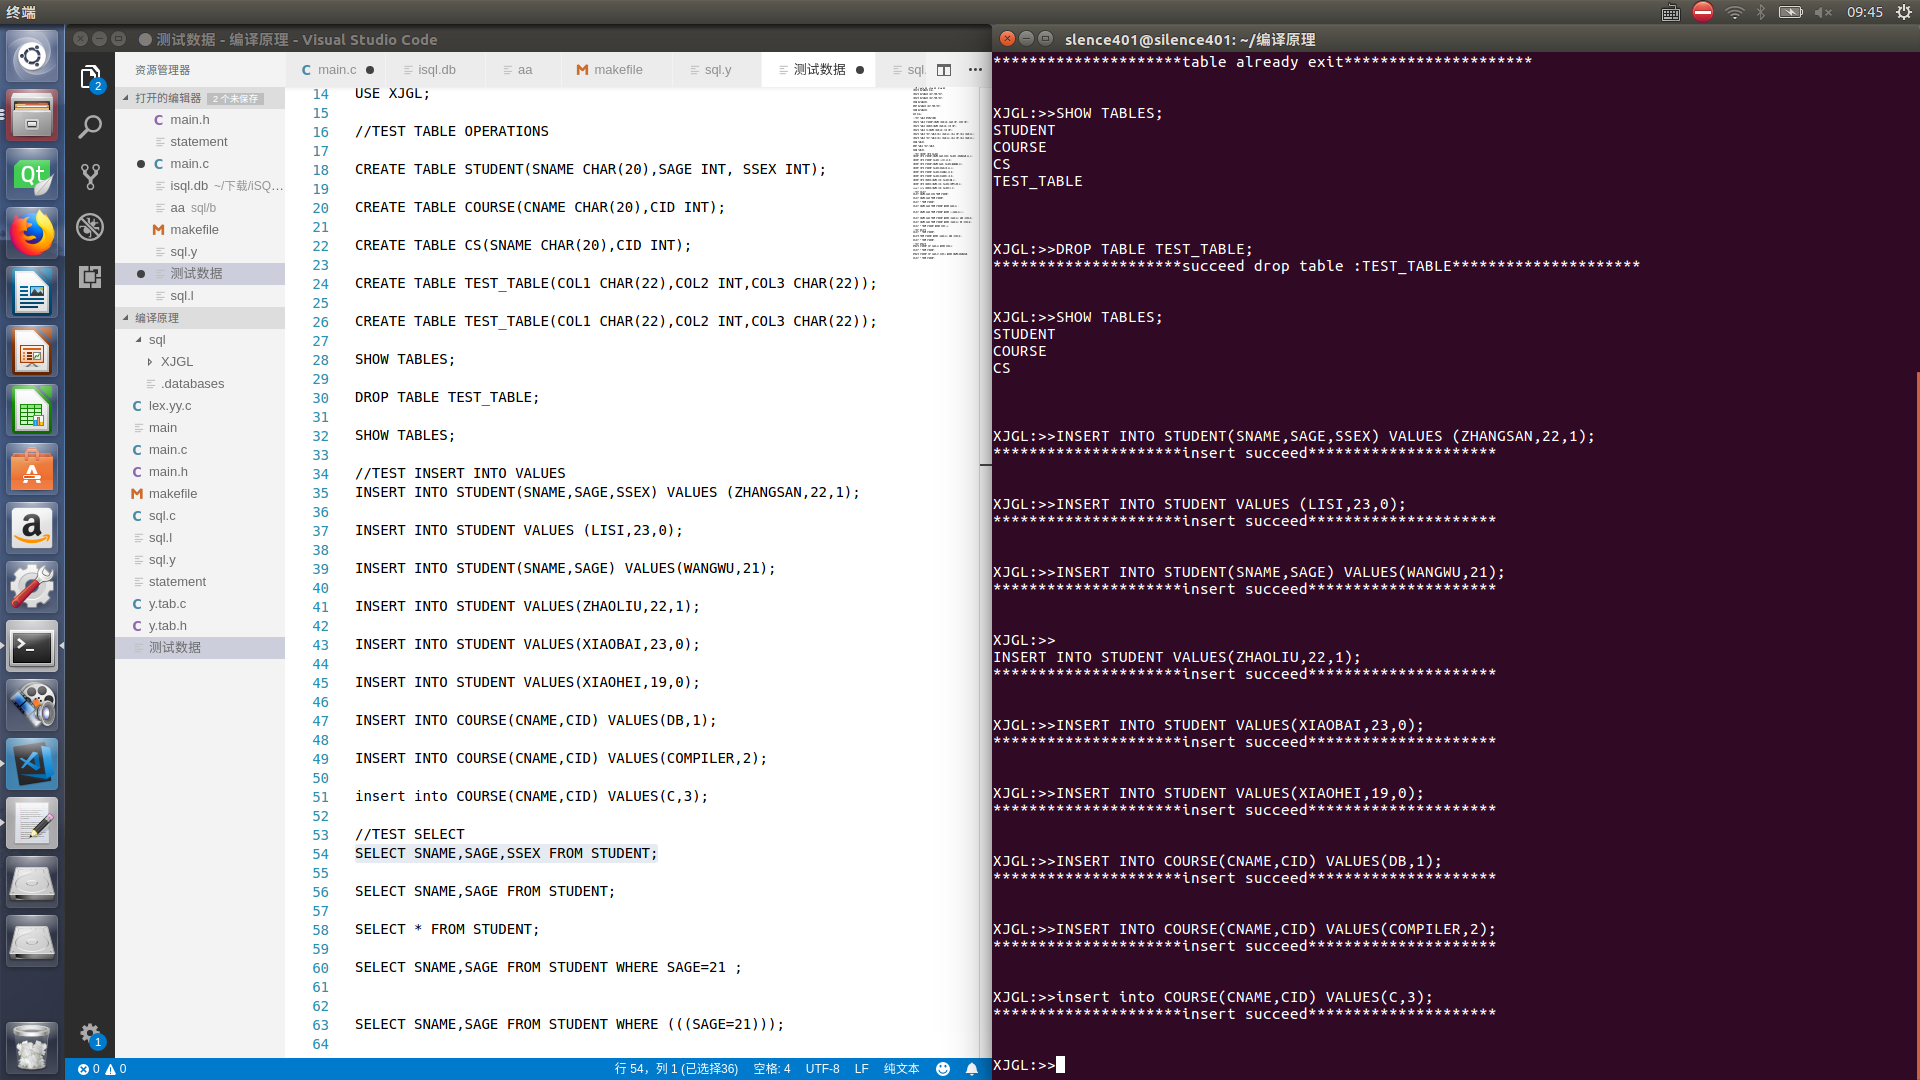 终端
09:45
测试数据 - 编译原理 - Visual Studio Code
资源管理器
打开的编辑器 2 个未保存
C main.h
statement
C main.c
isql.db ~/下载/iSQ...
aa sql/b
M makefile
sql.y
测试数据
sql.l
编译原理
sql
XJGL
.databases
C lex.yy.c
main
C main.c
C main.h
M makefile
C sql.c
sql.l
sql.y
statement
C y.tab.c
C y.tab.h
测试数据
2
1
Qt
C main.c
isql.db
aa
M makefile
sql.y
测试数据
sql.
14 USE XJGL;
15
16 //TEST TABLE OPERATIONS
17
18 CREATE TABLE STUDENT(SNAME CHAR(20),SAGE INT, SSEX INT);
19
20 CREATE TABLE COURSE(CNAME CHAR(20),CID INT);
21
22 CREATE TABLE CS(SNAME CHAR(20),CID INT);
23
24 CREATE TABLE TEST_TABLE(COL1 CHAR(22),COL2 INT,COL3 CHAR(22));
25
26 CREATE TABLE TEST_TABLE(COL1 CHAR(22),COL2 INT,COL3 CHAR(22));
27
28 SHOW TABLES;
29
30 DROP TABLE TEST_TABLE;
31
32 SHOW TABLES;
33
34 //TEST INSERT INTO VALUES
35 INSERT INTO STUDENT(SNAME,SAGE,SSEX) VALUES (ZHANGSAN,22,1);
36
37 INSERT INTO STUDENT VALUES (LISI,23,0);
38
39 INSERT INTO STUDENT(SNAME,SAGE) VALUES(WANGWU,21);
40
41 INSERT INTO STUDENT VALUES(ZHAOLIU,22,1);
42
43 INSERT INTO STUDENT VALUES(XIAOBAI,23,0);
44
45 INSERT INTO STUDENT VALUES(XIAOHEI,19,0);
46
47 INSERT INTO COURSE(CNAME,CID) VALUES(DB,1);
48
49 INSERT INTO COURSE(CNAME,CID) VALUES(COMPILER,2);
50
51 insert into COURSE(CNAME,CID) VALUES(C,3);
52
53 //TEST SELECT
54 SELECT SNAME,SAGE,SSEX FROM STUDENT;
55
56 SELECT SNAME,SAGE FROM STUDENT;
57
58 SELECT * FROM STUDENT;
59
60 SELECT SNAME,SAGE FROM STUDENT WHERE SAGE=21 ;
61
62
63 SELECT SNAME,SAGE FROM STUDENT WHERE (((SAGE=21)));
64
0 0
行 54，列 1 (已选择36) 空格: 4 UTF-8 LF 纯文本
slence401@silence401: ~/编译原理
*********************table already exit*********************
XJGL:>>SHOW TABLES;
STUDENT
COURSE
CS
TEST_TABLE
XJGL:>>DROP TABLE TEST_TABLE;
*********************succeed drop table :TEST_TABLE*********************
XJGL:>>SHOW TABLES;
STUDENT
COURSE
CS
XJGL:>>INSERT INTO STUDENT(SNAME,SAGE,SSEX) VALUES (ZHANGSAN,22,1);
*********************insert succeed*********************
XJGL:>>INSERT INTO STUDENT VALUES (LISI,23,0);
*********************insert succeed*********************
XJGL:>>INSERT INTO STUDENT(SNAME,SAGE) VALUES(WANGWU,21);
*********************insert succeed*********************
XJGL:>>
INSERT INTO STUDENT VALUES(ZHAOLIU,22,1);
*********************insert succeed*********************
XJGL:>>INSERT INTO STUDENT VALUES(XIAOBAI,23,0);
*********************insert succeed*********************
XJGL:>>INSERT INTO STUDENT VALUES(XIAOHEI,19,0);
*********************insert succeed*********************
XJGL:>>INSERT INTO COURSE(CNAME,CID) VALUES(DB,1);
*********************insert succeed*********************
XJGL:>>INSERT INTO COURSE(CNAME,CID) VALUES(COMPILER,2);
*********************insert succeed*********************
XJGL:>>insert into COURSE(CNAME,CID) VALUES(C,3);
*********************insert succeed*********************
XJGL:>>